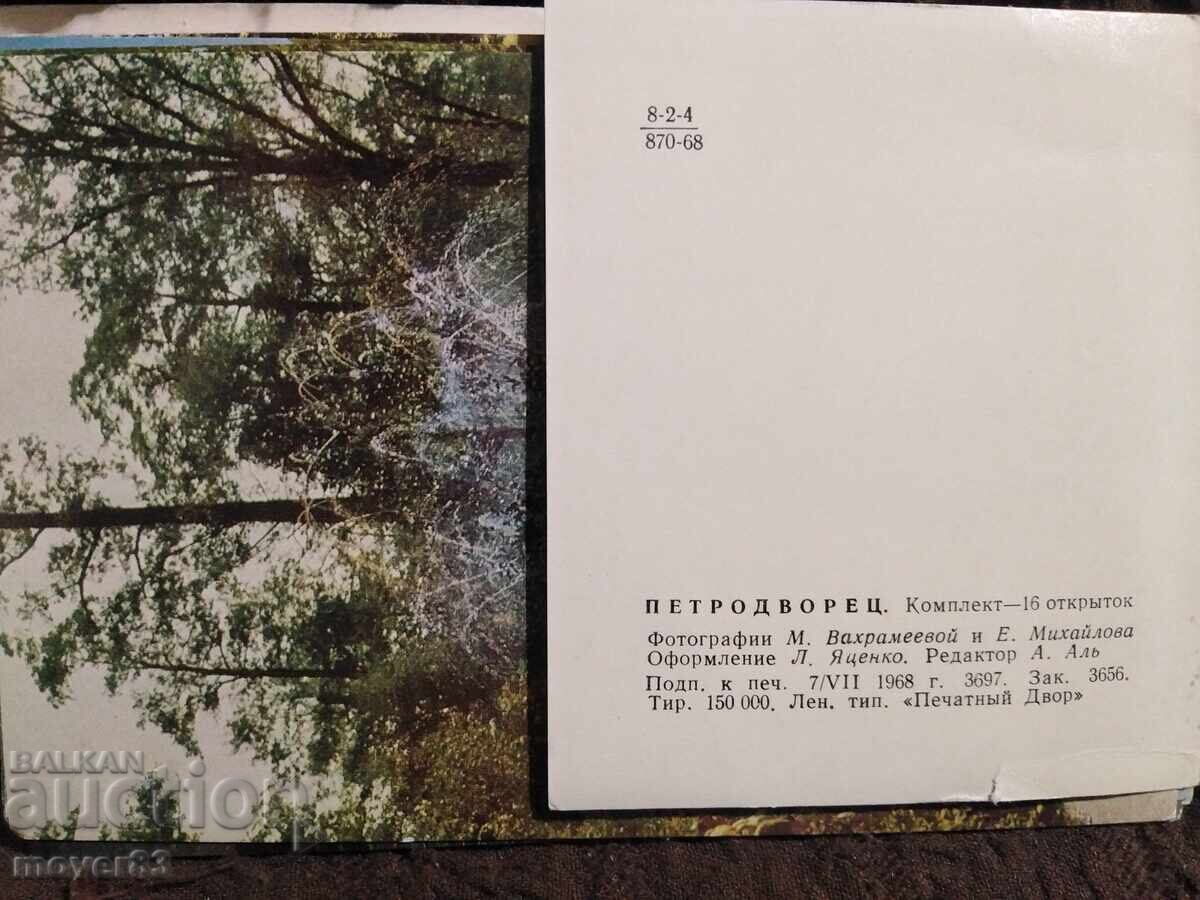 8-2-4
870-68
ПЕТРОДВОРЕЦ. Комплект—16 открыток
Фотографии М. Вахрамеевой и Е. Михайлова
Оформление Л. Яценко. Редактор А. Аль
Подп. к печ. 7/VII 1968 г. 3697. Зак. 3656.
Тир. 150 000. Лен. тип. «Печатный Двор»
BALKAN
auction
moyer83